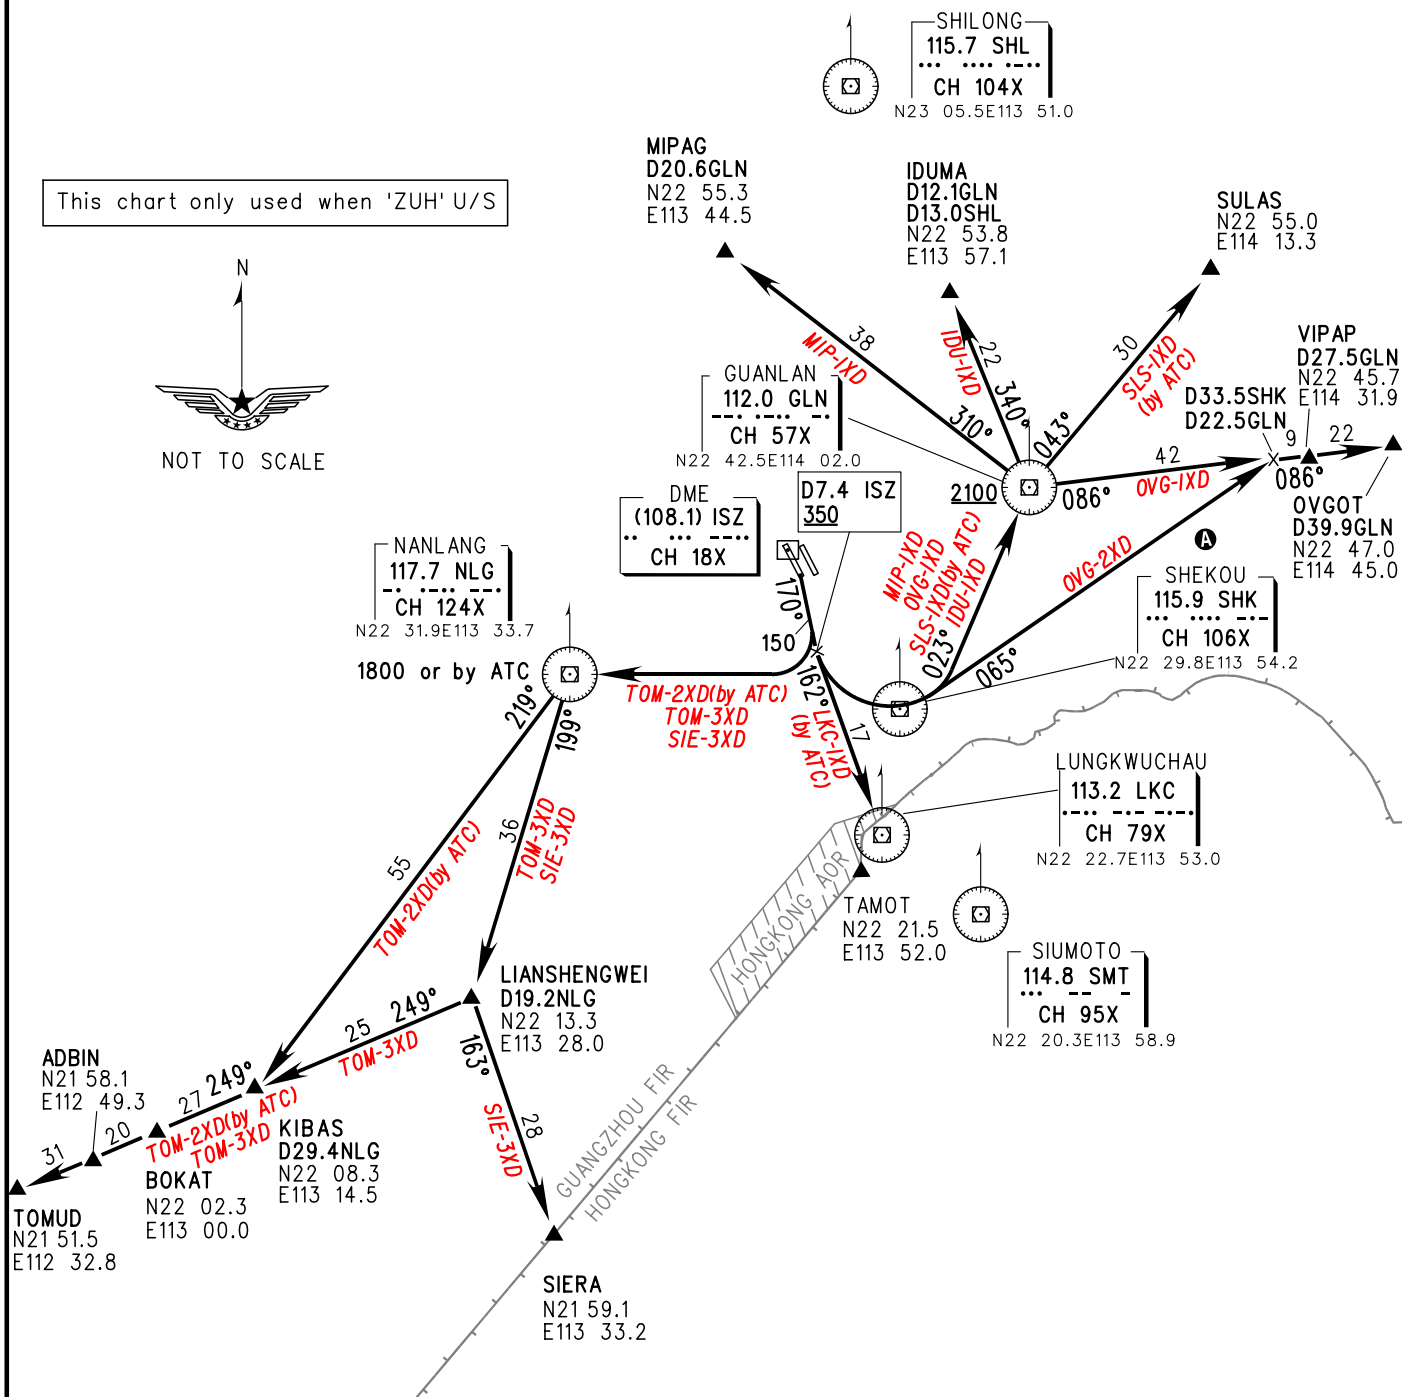 SHILONG
115.7 SHL
CH 104X
N23 05.5E113 51.0
This chart only used when 'ZUH' U/S
N
NOT TO SCALE
MIPAG
D20.6GLN
N22 55.3
E113 44.5
IDUMA
D12.1GLN
D13.0SHL
N22 53.8
E113 57.1
SULAS
N22 55.0
E114 13.3
VIPAP
D27.5GLN
N22 45.7
E114 31.9
D33.5SHK
D22.5GLN
38
MIP-1XD
310°
22
IDU-1XD
340°
30
SLS-1XD
(by ATC)
043°
GUANLAN
112.0 GLN
CH 57X
N22 42.5E114 02.0
42
OVG-1XD
086°
9
22
086°
OVGOT
D39.9GLN
N22 47.0
E114 45.0
2100
DME
(108.1) ISZ
CH 18X
D7.4 ISZ
350
A
OVG-2XD
065°
MIP-1XD
OVG-1XD
SLS-1XD(by ATC)
IDU-1XD
023°
NANLANG
117.7 NLG
CH 124X
N22 31.9E113 33.7
1800 or by ATC
170°
150
SHEKOU
115.9 SHK
CH 106X
N22 29.8E113 54.2
TOM-2XD(by ATC)
TOM-3XD
SIE-3XD
162°
17
LKC-1XD
(by ATC)
219°
199°
LUNGKWUCHAU
113.2 LKC
CH 79X
N22 22.7E113 53.0
55
TOM-2XD(by ATC)
36
TOM-3XD
SIE-3XD
HONGKONG AOR
TAMOT
N22 21.5
E113 52.0
SIUMOTO
114.8 SMT
CH 95X
N22 20.3E113 58.9
LIANSHENGWEI
D19.2NLG
N22 13.3
E113 28.0
249°
25
TOM-3XD
163°
28
SIE-3XD
ADBIN
N21 58.1
E112 49.3
249°
27
20
31
TOM-2XD(by ATC)
TOM-3XD
KIBAS
D29.4NLG
N22 08.3
E113 14.5
BOKAT
N22 02.3
E113 00.0
TOMUD
N21 51.5
E112 32.8
GUANGZHOU FIR
HONGKONG FIR
SIERA
N21 59.1
E113 33.2